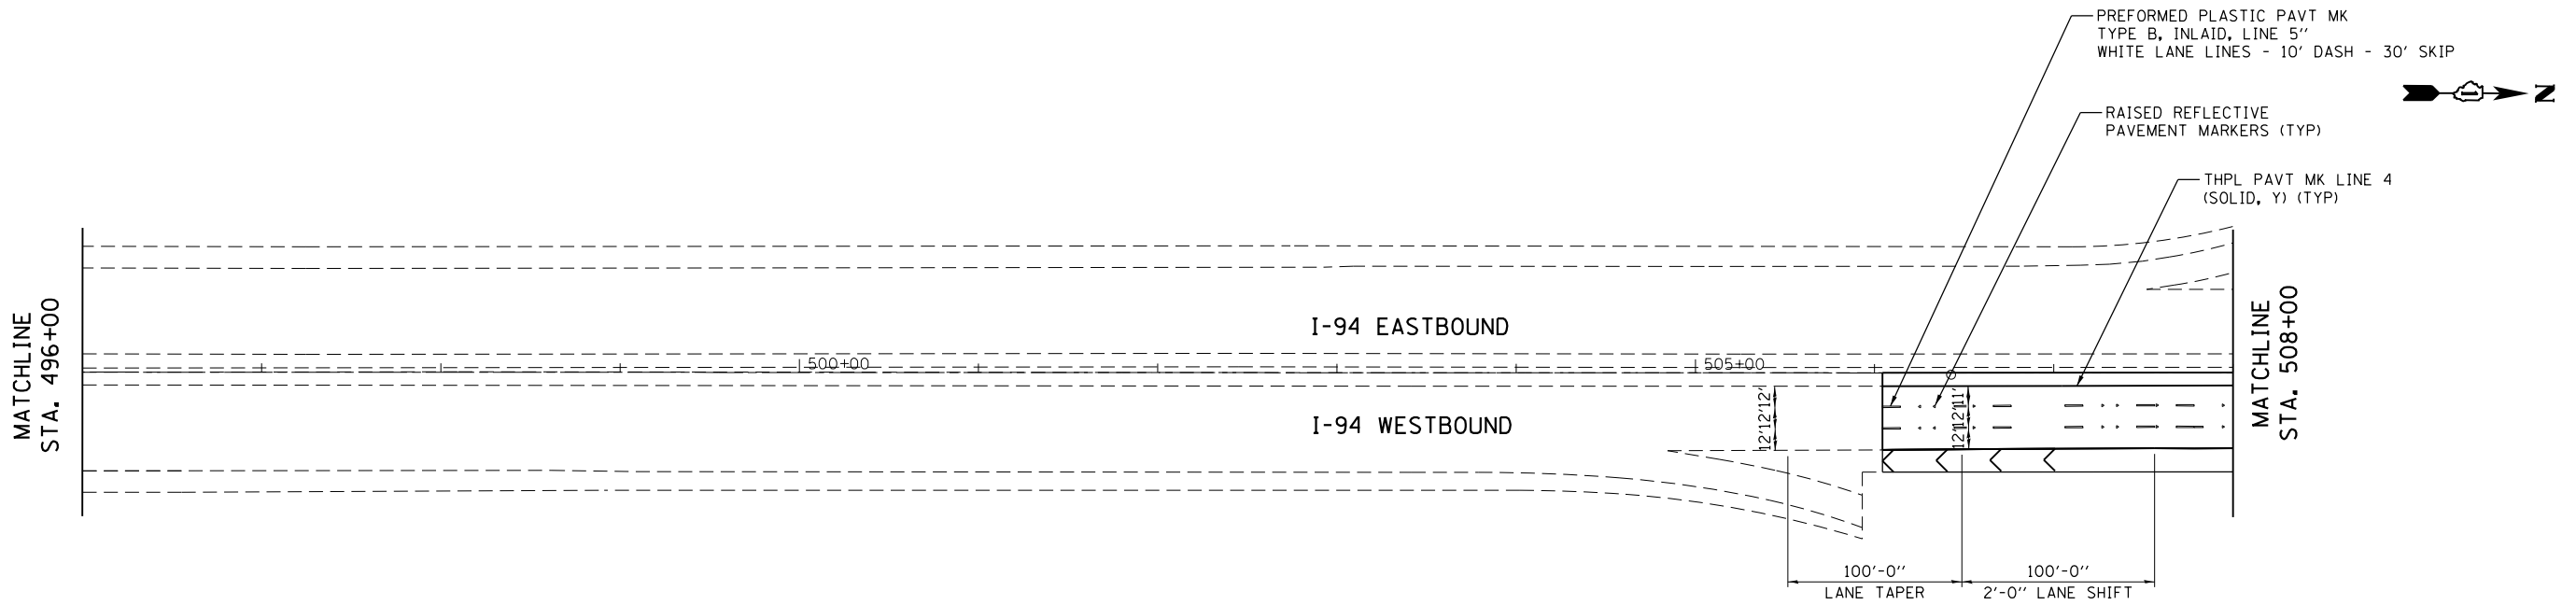 PREFORMED PLASTIC PAVT MK
TYPE B, INLAID, LINE 5''
WHITE LANE LINES - 10' DASH - 30' SKIP
N
RAISED REFLECTIVE
PAVEMENT MARKERS (TYP)
THPL PAVT MK LINE 4
(SOLID, Y) (TYP)
MATCHLINE
STA. 496+00
I-94 EASTBOUND
500+00
505+00
I-94 WESTBOUND
12'12'12'
12'12'11'
MATCHLINE
STA. 508+00
100'-0''
LANE TAPER
100'-0''
2'-0'' LANE SHIFT